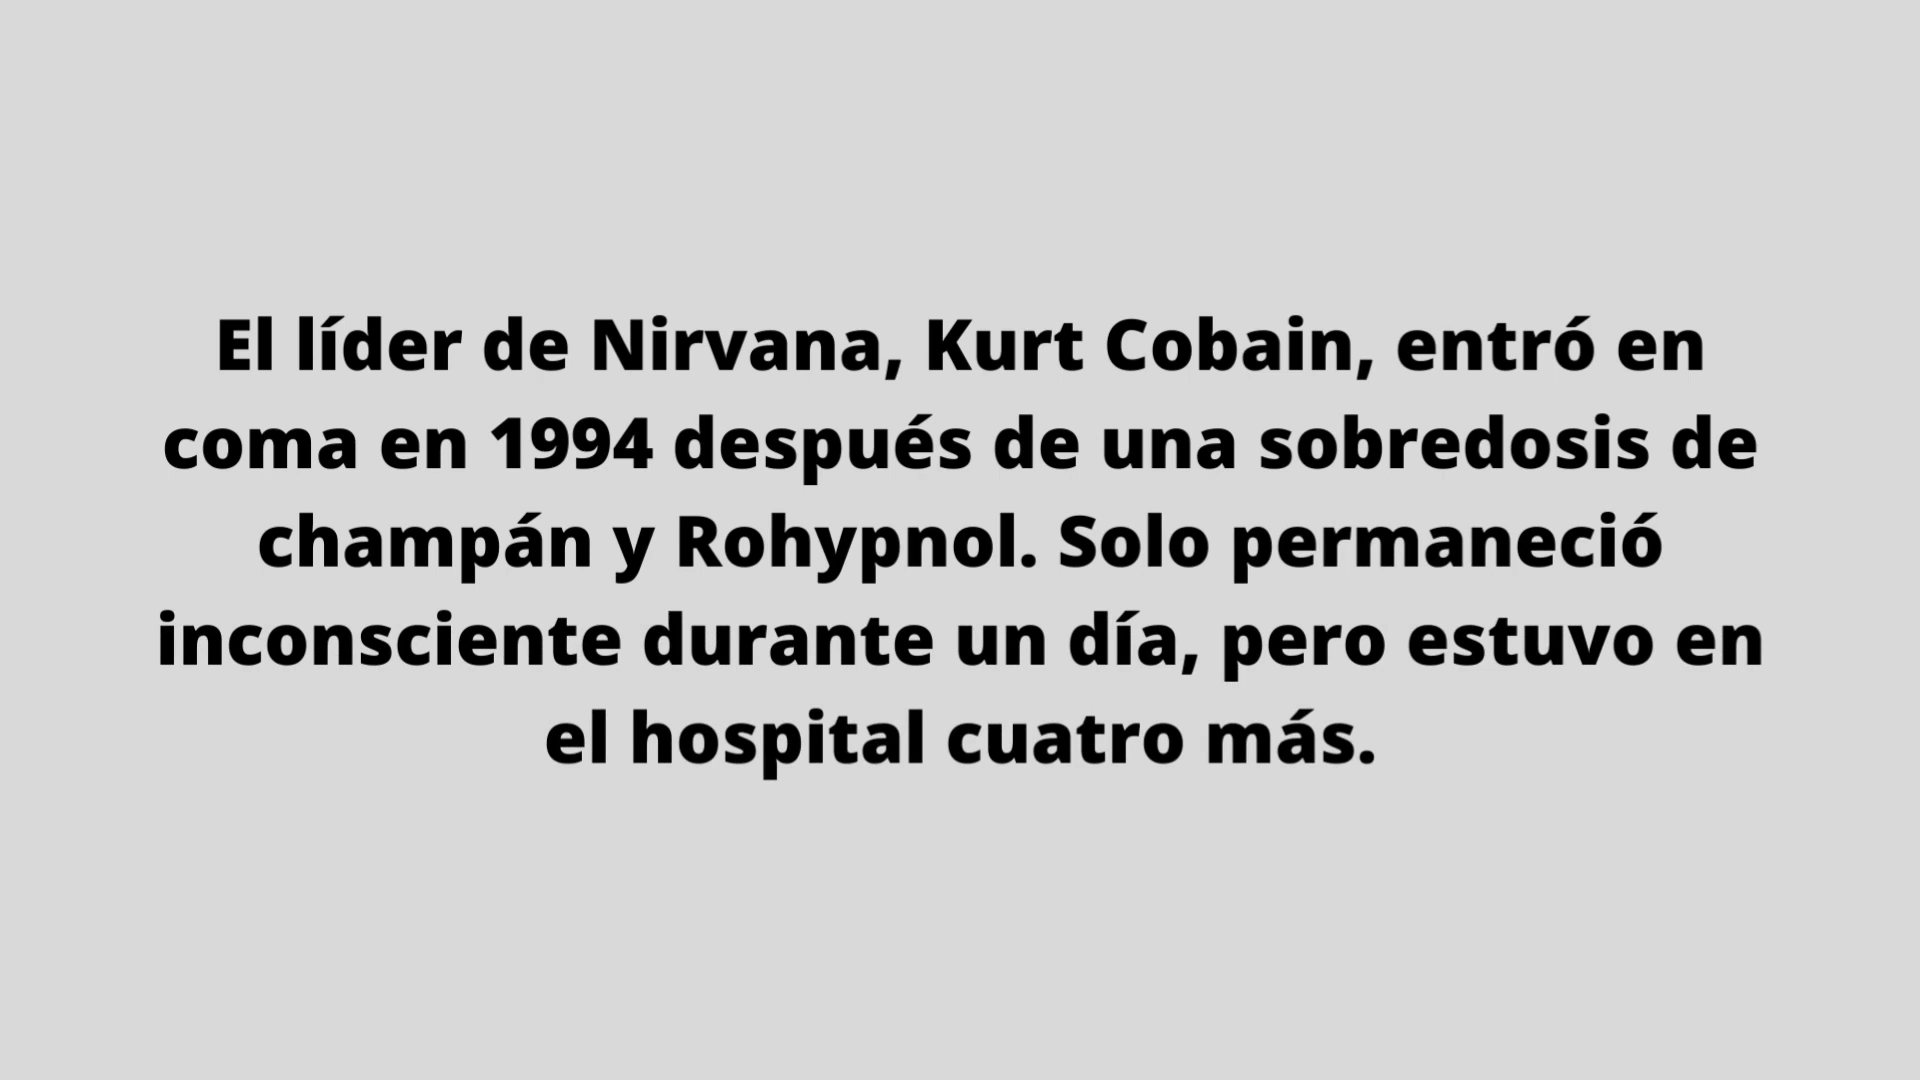 El líder de Nirvana, Kurt Cobain, entró en
coma en 1994 después de una sobredosis de
champán y Rohypnol. Solo permaneció
inconsciente durante un día, pero estuvo en
el hospital cuatro más.